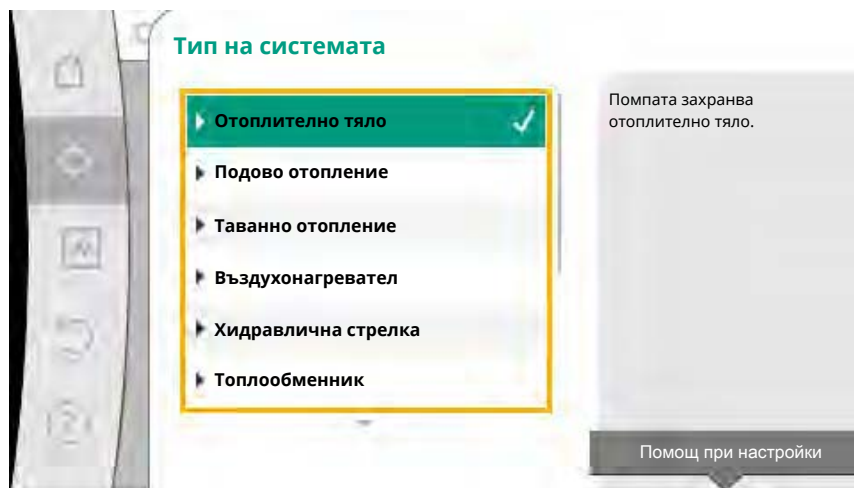 Тип на системата
Отоплително тяло
Подово отопление
Таванно отопление
Въздухонагревател
Хидравлична стрелка
Топлообменник
Помпата захранва
отоплително тяло.
Помощ при настройки